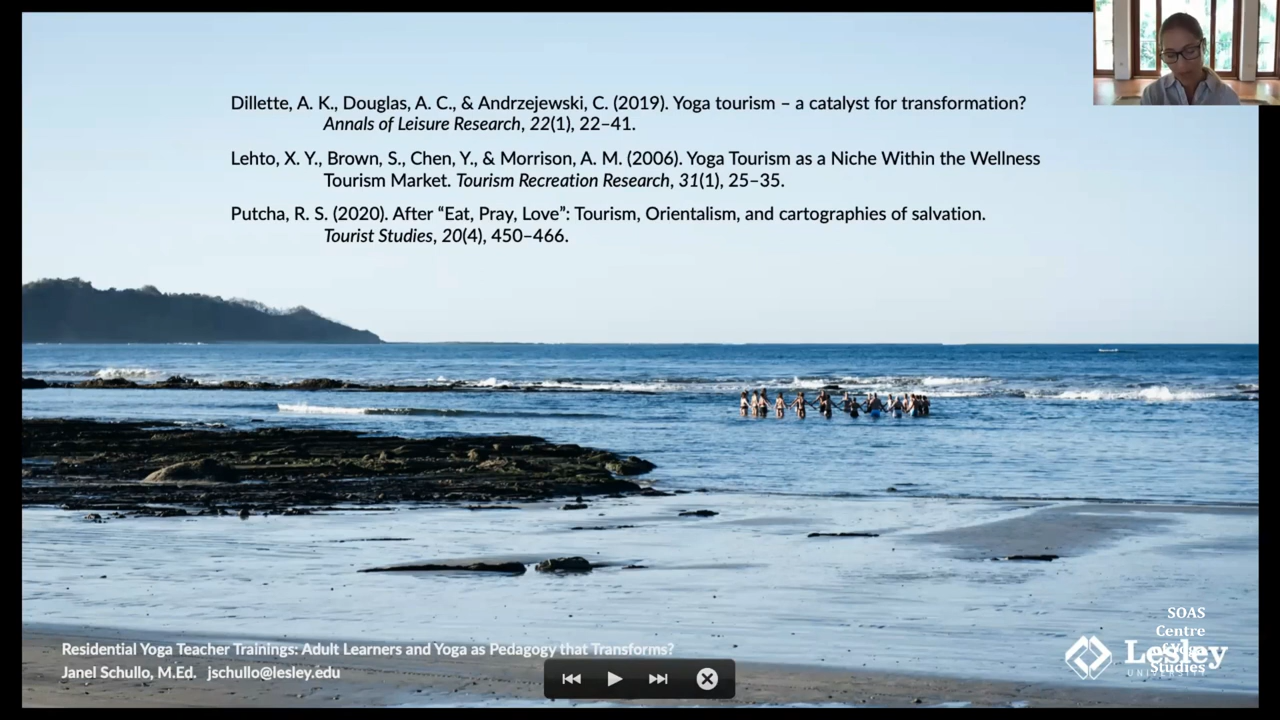 Dillette, A. K., Douglas, A. C., & Andrzejewski, C. (2019). Yoga tourism – a catalyst for transformation?
Annals of Leisure Research, 22(1), 22–41.
Lehto, X. Y., Brown, S., Chen, Y., & Morrison, A. M. (2006). Yoga Tourism as a Niche Within the Wellness
Tourism Market. Tourism Recreation Research, 31(1), 25–35.
Putcha, R. S. (2020). After “Eat, Pray, Love”: Tourism, Orientalism, and cartographies of salvation.
Tourist Studies, 20(4), 450–466.
Residential Yoga Teacher Trainings: Adult Learners and Yoga as Pedagogy that Transforms?
Janel Schullo, M.Ed. jschullo@lesley.edu
SOAS
Centre
of Yoga
Studies
Lesley
UNIVERSITY